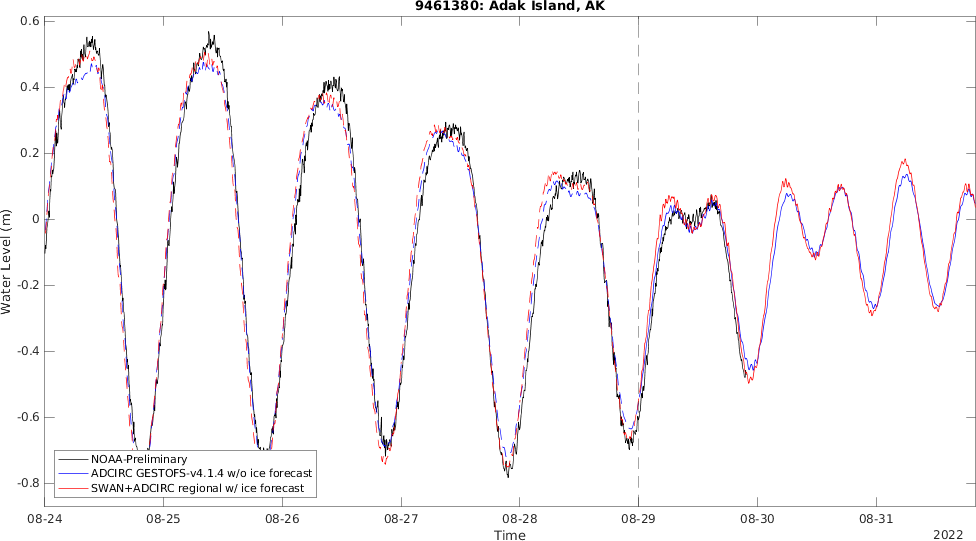 9461380: Adak Island, AK
0.6
0.4
0.2
0
-0.2
-0.4
-0.6
-0.8
Water Level (m)
NOAA-Preliminary
ADCIRC GESTOFS-v4.1.4 w/o ice forecast
SWAN+ADCIRC regional w/ ice forecast
08-24 08-25 08-26 08-27 08-28 08-29 08-30 08-31
Time
2022